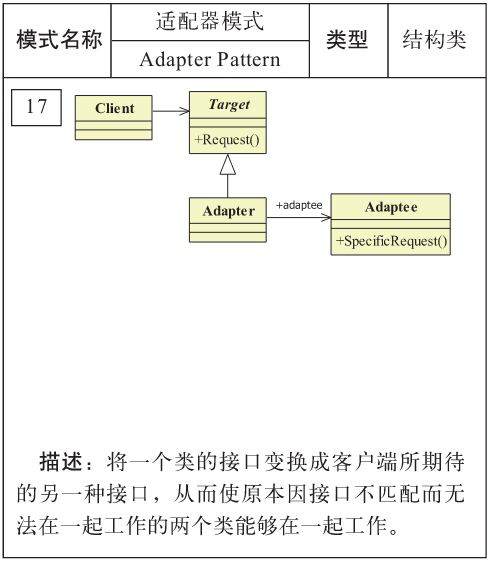 模式名称
适配器模式
Adapter Pattern
类型
结构类
17
Client
Target
+Request()
Adapter
+adaptee
Adaptee
+SpecificRequest()
描述：将一个类的接口变换成客户端所期待
的另一种接口，从而使原本因接口不匹配而无
法在一起工作的两个类能够在一起工作。